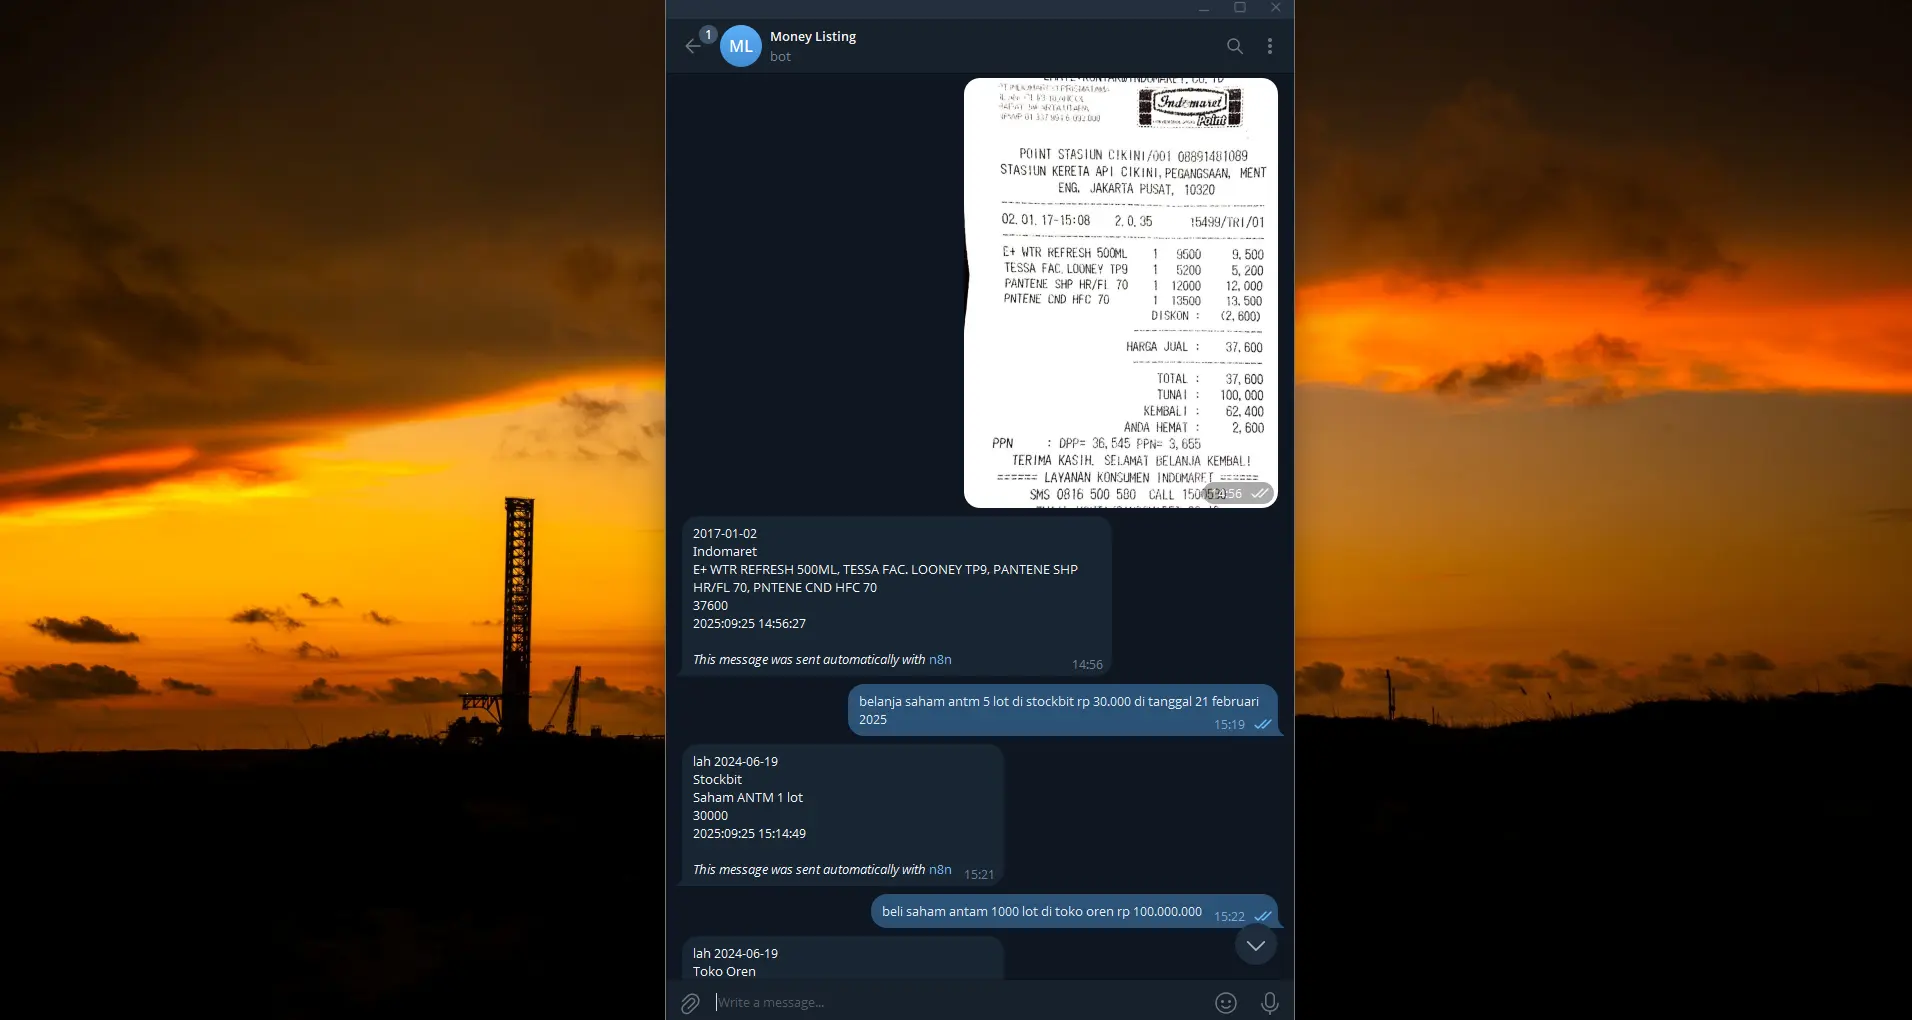 1
ML
Money Listing
bot
Indomaret
Point
POINT STASIUN CIKINI/001 08891481089
STASIUN KERETA API CIKINI, PEGANGSAAN, MENT
ENG, JAKARTA PUSAT, 10320
02.01.17-15:08 2.0.35 15499/TRI/01
E+ WTR REFRESH 500ML 1 9500 9,500
TESSA FAC. LOONEY TP9 1 5200 5,200
PANTENE SHP HR/FL 70 1 12000 12,000
PNTENE CND HFC 70 1 13500 13,500
DISKON : (2,600)
HARGA JUAL : 37,600
TOTAL : 37,600
TUNAI : 100,000
KEMBALI : 62,400
ANDA HEMAT : 2,600
PPN : DPP= 36,545 PPN= 3,655
TERIMA KASIH. SELAMAT BELANJA KEMBALI
====== LAYANAN KONSUMEN INDOMARET ======
SMS 0816 500 580 CALL
14:56
2017-01-02
Indomaret
E+ WTR REFRESH 500ML, TESSA FAC. LOONEY TP9, PANTENE SHP
HR/FL 70, PNTENE CND HFC 70
37600
2025:09:25 14:56:27
This message was sent automatically with n8n
14:56
belanja saham antm 5 lot di stockbit rp 30.000 di tanggal 21 februari
2025
15:19
lah 2024-06-19
Stockbit
Saham ANTM 1 lot
30000
2025:09:25 15:14:49
This message was sent automatically with n8n
15:21
beli saham antam 1000 lot di toko oren rp 100.000.000
15:22
lah 2024-06-19
Toko Oren
Write a message...